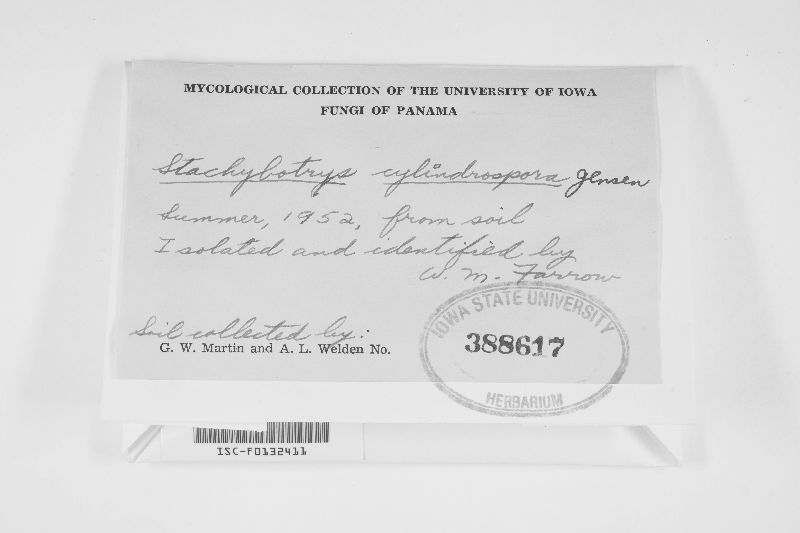 MYCOLOGICAL COLLECTION OF THE UNIVERSITY OF IOWA
FUNGI OF PANAMA
Stachybotrys cylindrospora Jensen
Summer, 1952, from soil
Isolated and identified by
W. M. Farrow
Soil collected by:
G. W. Martin and A. L. Welden No.
IOWA STATE UNIVERSITY
388617
HERBARIUM
ISC-F0132411